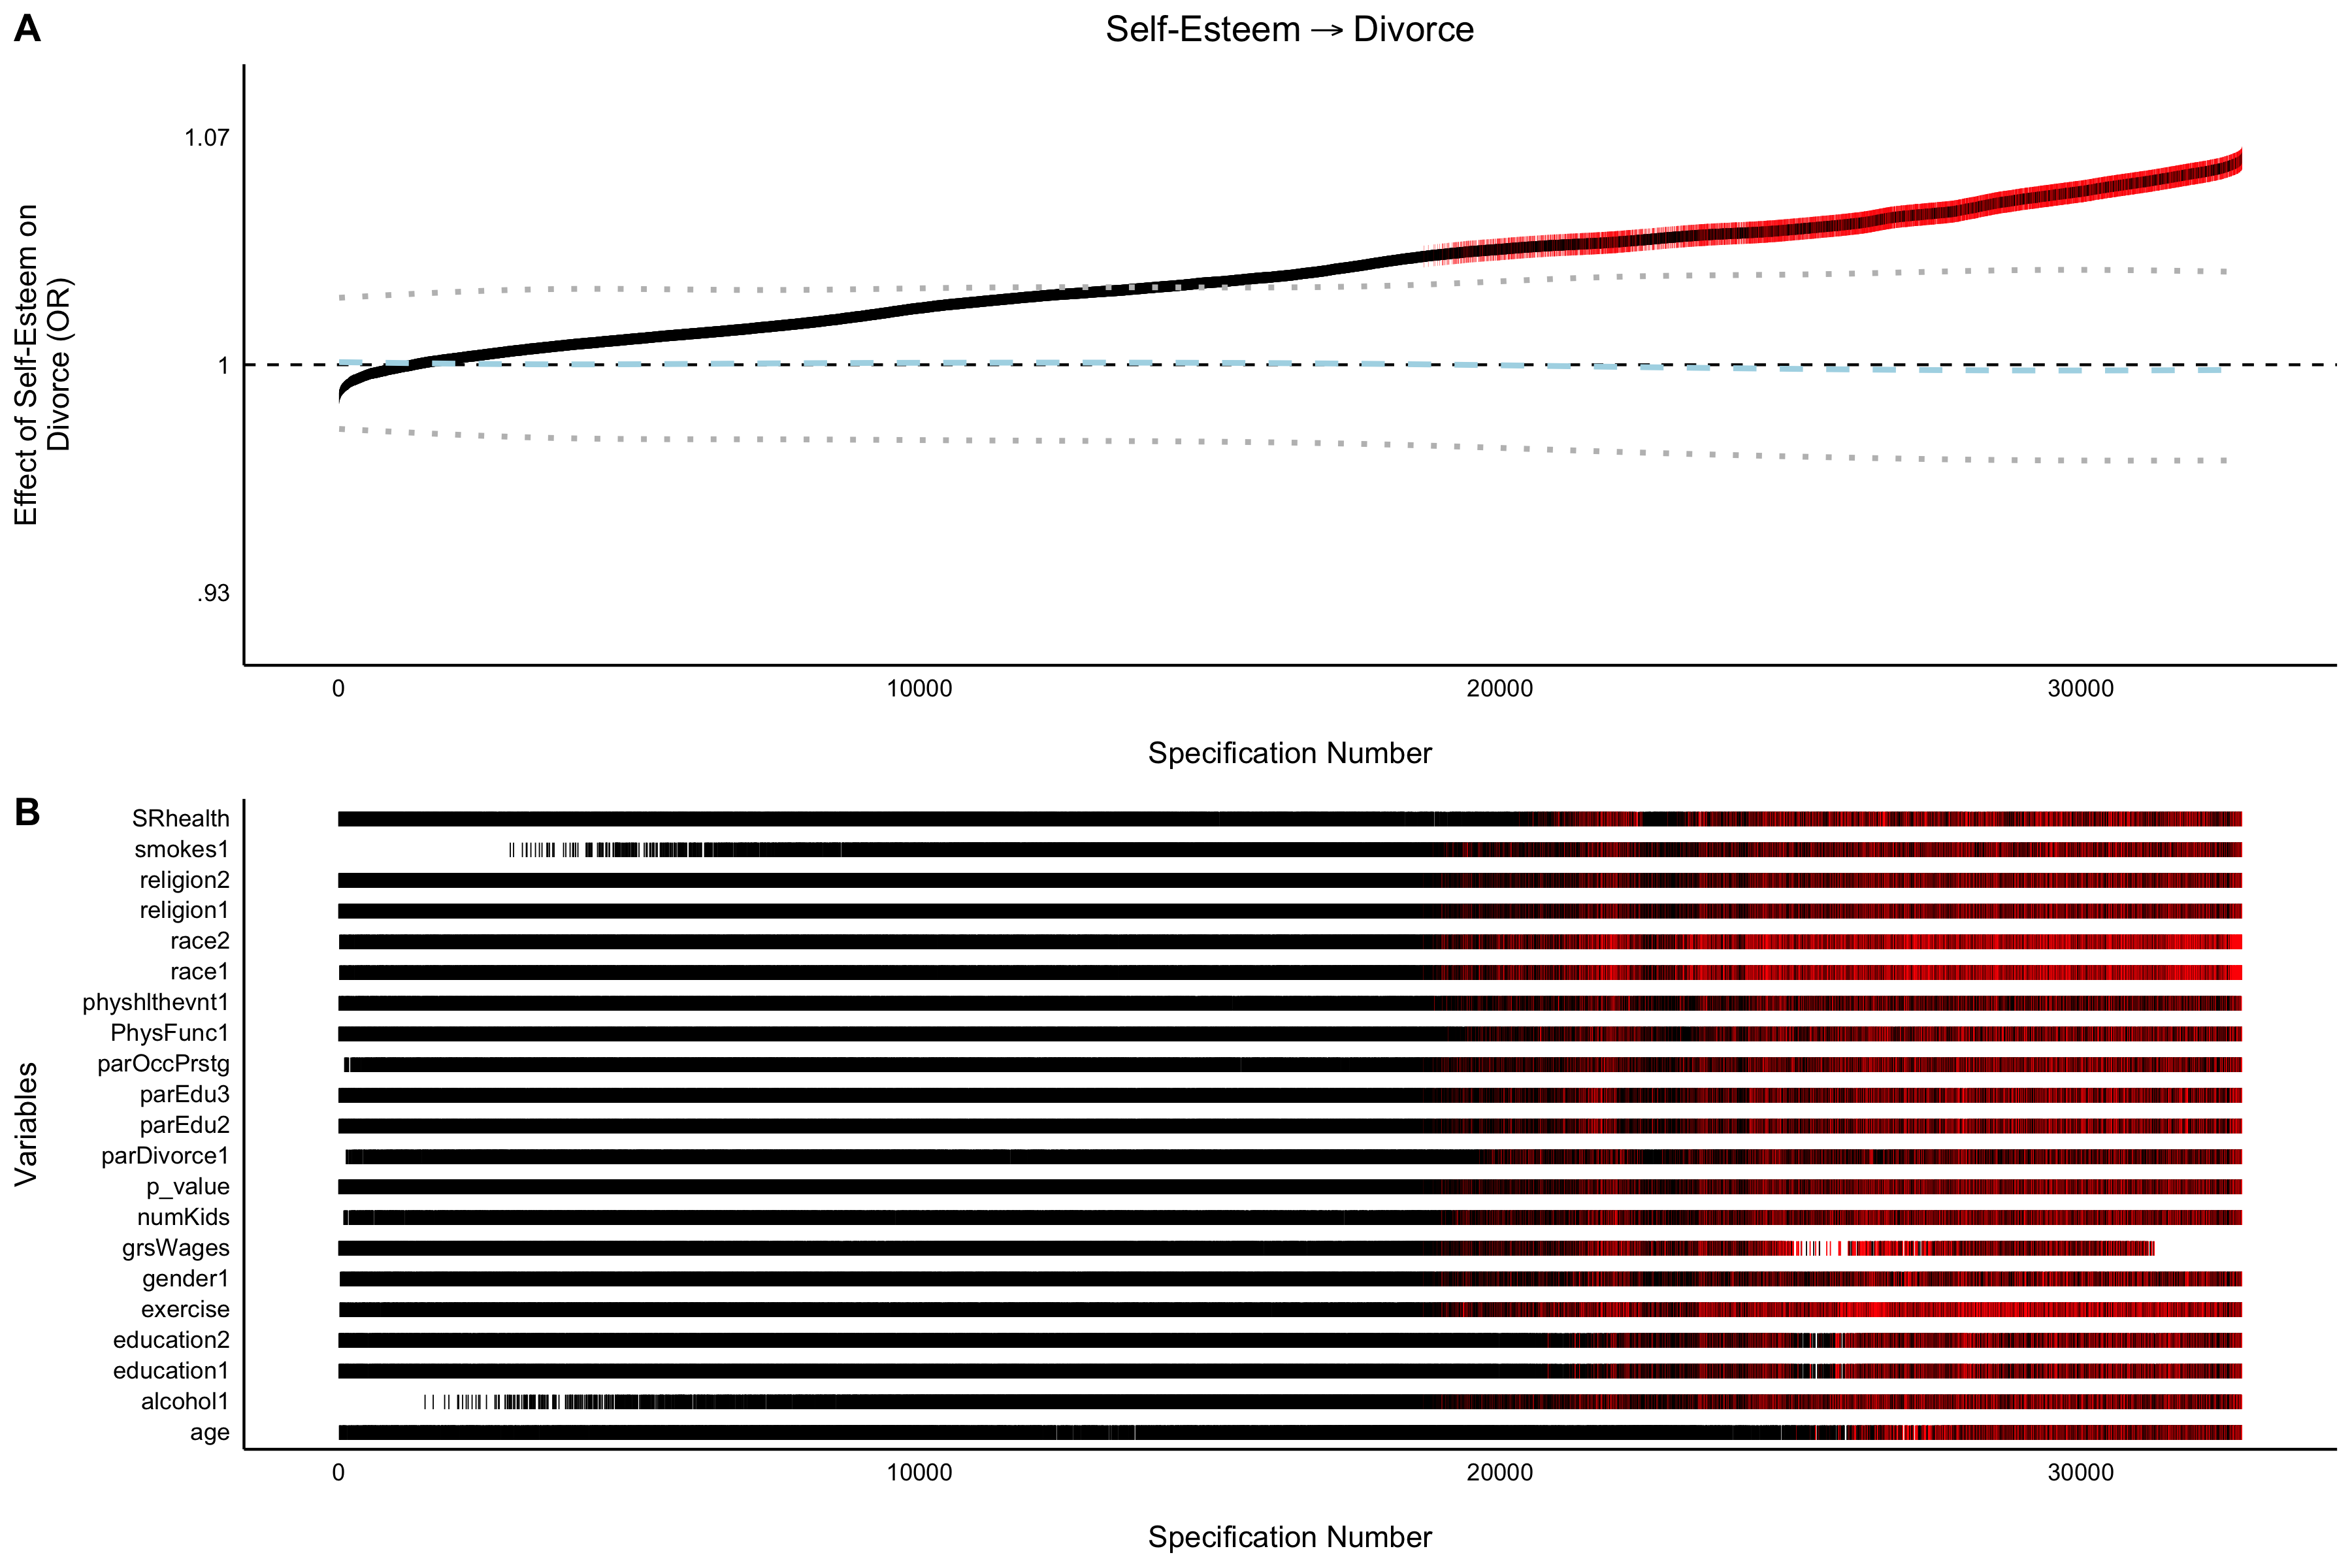 A
Self-Esteem → Divorce
Effect of Self-Esteem on
Divorce (OR)
1.07
1
.93
0 10000 20000 30000
Specification Number
B
Variables
SRhealth
smokes1
religion2
religion1
race2
race1
physhlthevnt1
PhysFunc1
parOccPrstg
parEdu3
parEdu2
parDivorce1
p_value
numKids
grsWages
gender1
exercise
education2
education1
alcohol1
age
0 10000 20000 30000
Specification Number